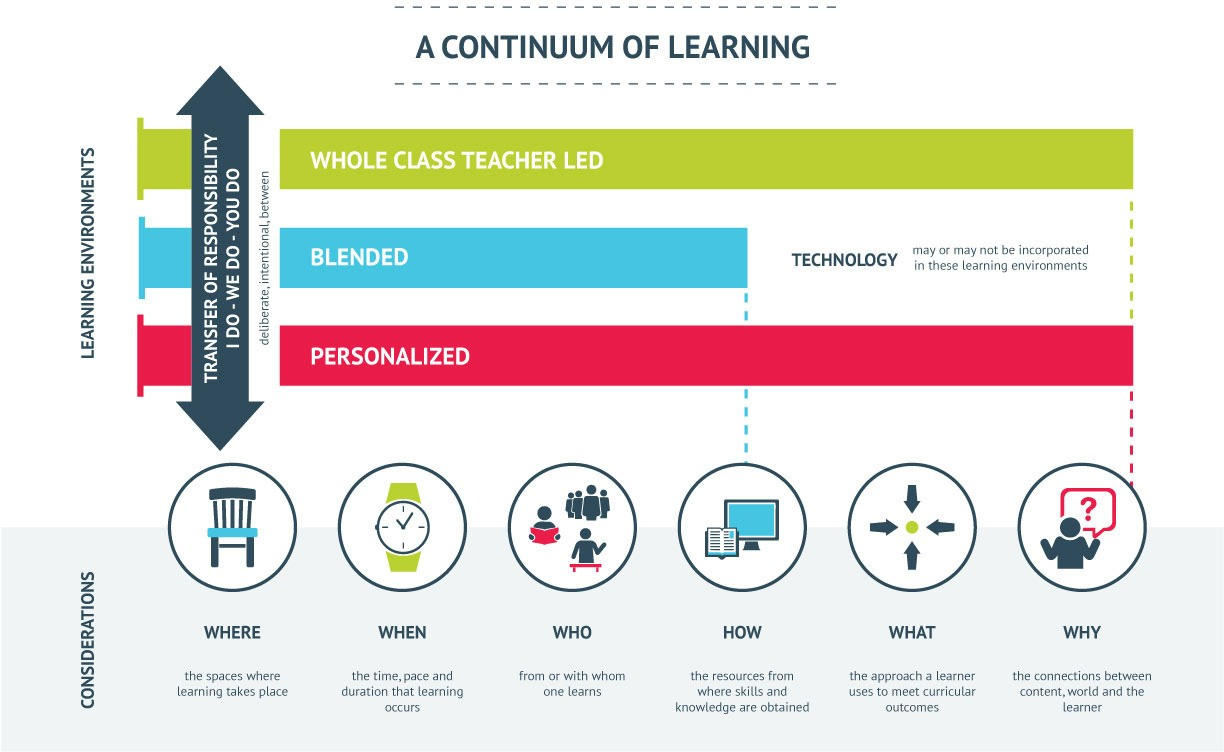 A CONTINUUM OF LEARNING
LEARNING ENVIRONMENTS
TRANSFER OF RESPONSIBILITY
I DO - WE DO - YOU DO
deliberate, intentional, between
WHOLE CLASS TEACHER LED
BLENDED
TECHNOLOGY
may or may not be incorporated
in these learning environments
PERSONALIZED
?
CONSIDERATIONS
WHERE
the spaces where
learning takes place
WHEN
the time, pace and
duration that learning
occurs
WHO
from or with whom
one learns
HOW
the resources from
where skills and
knowledge are obtained
WHAT
the approach a learner
uses to meet curricular
outcomes
WHY
the connections between
content, world and the
learner